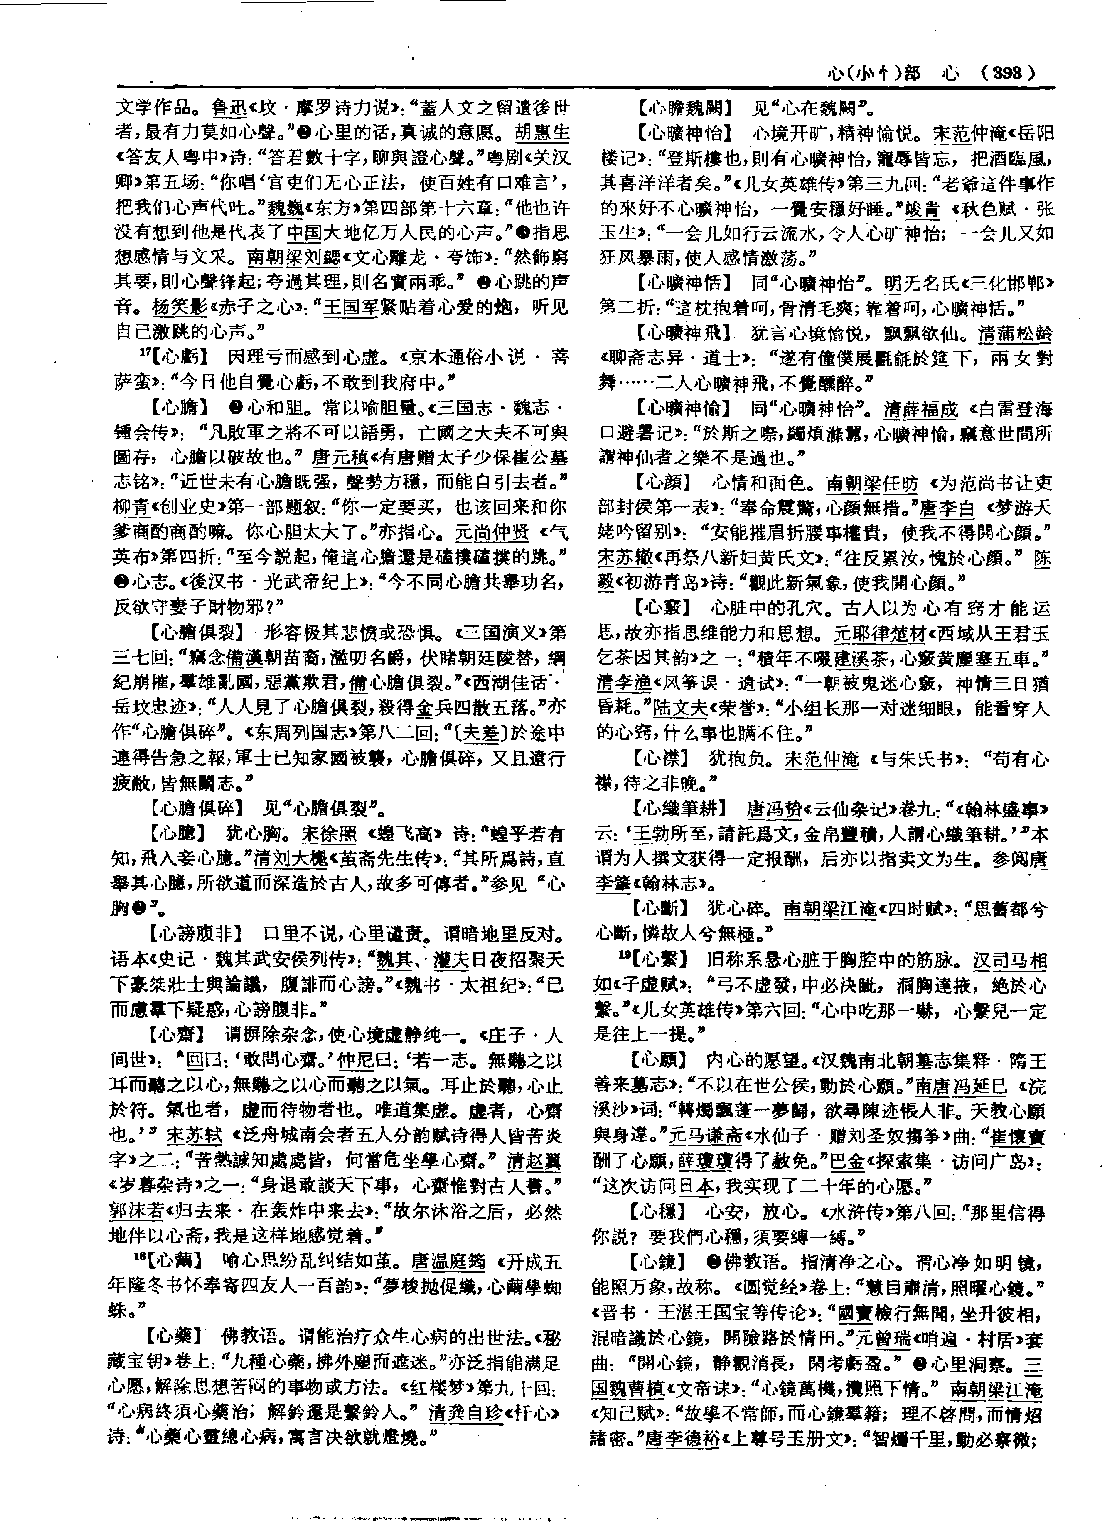 心(小忄)部　心　(393)
文学作品。鲁迅《坟·摩罗诗力说》：“蓋人文之留遺後世
者，最有力莫如心聲。”❷心里的话，真诚的意愿。胡惠生
《答友人粤中》诗：“答君數十字，聊與證心聲。”粤剧《关汉
卿》第五场：“你唱‘官吏们无心正法，使百姓有口难言’，
把我们心声代吐。”魏巍《东方》第四部第十六章：“他也许
没有想到他是代表了中国大地亿万人民的心声。”❸指思
想感情与文采。南朝梁刘勰《文心雕龙·夸饰》：“然飾窮
其要，則心聲鋒起；夸過其理，則名實兩乖。”❹心跳的声
音。杨笑影《赤子之心》：“王国军紧贴着心爱的炮，听见
自己激跳的心声。”
17【心虧】　因理亏而感到心虚。《京本通俗小说·菩
萨蛮》：“今日他自覺心虧，不敢到我府中。”
【心膽】　❶心和胆。常以喻胆量。《三国志·魏志·
锺会传》：“凡敗軍之將不可以語勇，亡國之大夫不可與
圖存，心膽以破故也。”唐元稹《有唐赠太子少保崔公墓
志铭》：“近世未有心膽既强，聲勢方穩，而能白引去者。”
柳青《创业史》第一部题叙：“你一定要买，也该回来和你
爹商酌商酌嘛。你心胆太大了。”亦指心。元尚仲贤《气
英布》第四折：“至今説起，俺這心膽還是磕撲磕撲的跳。”
❷心志。《後汉书·光武帝纪上》：“今不同心膽共舉功名，
反欲守妻子財物邪？”
【心膽俱裂】　形容极其悲愤或恐惧。《三国演义》第
三七回：“竊念備漢朝苗裔，濫叨名爵，伏睹朝廷陵替，綱
纪崩摧，羣雄亂國，惡黨欺君，備心膽俱裂。”《西湖佳话·
岳坟忠迹》：“人人見了心膽俱裂，殺得金兵四散五落。”亦
作“心膽俱碎”。《东周列国志》第八二回：“〔夫差〕於途中
連得告急之報，軍士已知家國被襲，心膽俱碎，又且遠行
疲敝，皆無鬭志。”
【心膽俱碎】　见“心膽俱裂”。
【心臆】　犹心胸。宋徐照《蝗飞高》诗：“蝗乎若有
知，飛入妾心臆。”清刘大櫆《茧斋先生传》：“其所爲詩，直
舉其心臆，所欲道而深造於古人，故多可傳者。”参见“心
胸❶”。
【心謗腹非】　口里不说，心里谴责。谓暗地里反对。
语本《史记·魏其武安侯列传》：“魏其、灌夫日夜招聚天
下豪桀壯士與論議，腹誹而心謗。”《魏书·太祖纪》：“已
而慮羣下疑惑，心謗腹非。”
【心齋】　谓摒除杂念，使心境虚静纯一。《庄子·人
间世》：“回曰：‘敢問心齋。’仲尼曰：‘若一志。無聽之以
耳而聽之以心，無聽之以心而聽之以氣。耳止於聽，心止
於符。氣也者，虛而待物者也。唯道集虛。虛者，心齋
也。’”宋苏轼《泛舟城南会者五人分韵赋诗得人皆苦炎
字》之二：“苦熱誠知處處皆，何當危坐學心齋。”清赵翼
《岁暮杂诗》之一：“身退敢談天下事，心齋惟對古人書。”
郭沫若《归去来·在轰炸中来去》：“故尔沐浴之后，必然
地伴以心斋，我是这样地感觉着。”
18【心繭】　喻心思纷乱纠结如茧。唐温庭筠《开成五
年隆冬书怀奉寄四友人一百韵》：“夢梭抛促織，心繭學蜘
蛛。”
【心藥】　佛教语。谓能治疗众生心病的出世法。《秘
藏宝钥》卷上：“九種心藥，拂外塵而遮迷。”亦泛指能满足
心愿，解除思想苦闷的事物或方法。《红楼梦》第九十回：
“心病終須心藥治，解鈴還是繫鈴人。”清龚自珍《忏心》
诗：“心藥心靈總心病，寓言决欲就燈燒。”
【心瞻魏闕】　见“心在魏闕”。
【心曠神怡】　心境开旷，精神愉悦。宋范仲淹《岳阳
楼记》：“登斯樓也，則有心曠神怡，寵辱皆忘，把酒臨風，
其喜洋洋者矣。”《儿女英雄传》第三九回：“老爺這件事作
的來好不心曠神怡，一覺安穩好睡。”峻青《秋色赋·张
玉生》：“一会儿如行云流水，令人心旷神怡；一会儿又如
狂风暴雨，使人感情激荡。”
【心曠神恬】　同“心曠神怡”。明无名氏《三化邯郸》
第二折：“這枕抱着呵，骨清毛爽；靠着呵，心曠神恬。”
【心曠神飛】　犹言心境愉悦，飘飘欲仙。清蒲松龄
《聊斋志异·道士》：“遂有僮僕展氍毹於筵下，兩女對
舞……二人心曠神飛，不覺醺醉。”
【心曠神愉】　同“心曠神怡”。清薛福成《白雷登海
口避暑记》：“於斯之際，蠲煩滌囂，心曠神愉，竊意世間所
謂神仙者之樂不是過也。”
【心顔】　心情和面色。南朝梁任昉《为范尚书让吏
部封侯第一表》：“奉命震驚，心顔無措。”唐李白《梦游天
姥吟留别》：“安能摧眉折腰事權貴，使我不得開心顔。”
宋苏辙《再祭八新妇黄氏文》：“往反累汝，愧於心顔。”陈
毅《初游青岛》诗：“觀此新氣象，使我開心顔。”
【心竅】　心脏中的孔穴。古人以为心有窍才能运
思，故亦指思维能力和思想。元耶律楚材《西域从王君玉
乞茶因其韵》之一：“積年不啜建溪茶，心竅黄塵塞五車。”
清李渔《风筝误·遣试》：“一朝被鬼迷心竅，神情三日猶
昏耗。”陆文夫《荣誉》：“小组长那一对迷细眼，能看穿人
的心窍，什么事也瞒不住。”
【心襟】　犹抱负。宋范仲淹《与朱氏书》：“苟有心
襟，待之非晚。”
【心織筆耕】　唐冯贽《云仙杂记》卷九：“《翰林盛事》
云：‘王勃所至，請託爲文，金帛豐積，人謂心織筆耕。’”本
谓为人撰文获得一定报酬，后亦以指卖文为生。参阅唐
李肇《翰林志》。
【心斷】　犹心碎。南朝梁江淹《四时赋》：“思舊都兮
心斷，憐故人兮無極。”
19【心繫】　旧称系悬心脏于胸腔中的筋脉。汉司马相
如《子虚赋》：“弓不虛發，中必決眦，洞胸達掖，絶於心
繫。”《儿女英雄传》第六回：“心中吃那一嚇，心繫兒一定
是往上一提。”
【心願】　内心的愿望。《汉魏南北朝墓志集释·隋王
善来墓志》：“不以在世公侯，動於心願。”南唐冯延巳《浣
溪沙》词：“轉燭飄蓬一夢歸，欲尋陳迹悵人非。天教心願
與身違。”元马谦斋《水仙子·赠刘圣奴搊筝》曲：“崔懷寶
酬了心願，薛瓊瓊得了赦免。”巴金《探索集·访问广岛》：
“这次访问日本，我实现了二十年的心愿。”
【心穩】　心安，放心。《水浒传》第八回：“那里信得
你説？要我們心穩，須要縛一縛。”
【心鏡】　❶佛教语。指清净之心。谓心净如明镜，
能照万象，故称。《圆觉经》卷上：“慧目肅清，照曜心鏡。”
《晋书·王湛王国宝等传论》：“國寶檢行無聞，坐升彼相，
混暗識於心鏡，開險路於情田。”元曾瑞《哨遍·村居》套
曲：“開心鏡，静觀消長，閑考虧盈。”❷心里洞察。三
国魏曹植《文帝诔》：“心鏡萬機，攬照下情。”南朝梁江淹
《知己赋》：“故學不常師，而心鏡羣籍；理不啓問，而情炤
諸密。”唐李德裕《上尊号玉册文》：“智燭千里，動必察微；